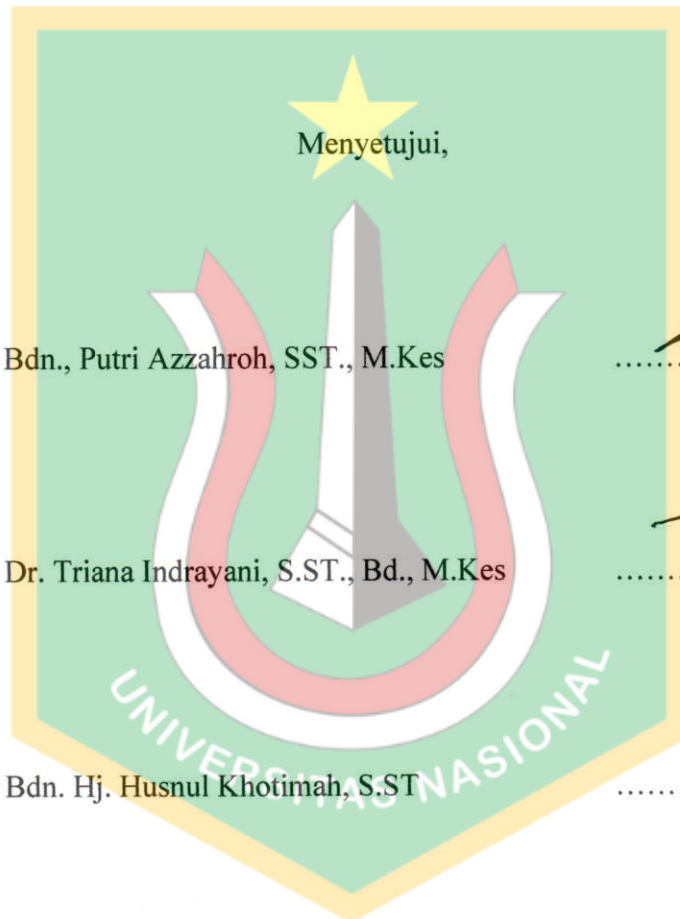 Menyetujui,
Bdn., Putri Azzahroh, SST., M.Kes ........
Dr. Triana Indrayani, S.ST., Bd., M.Kes ........
Bdn. Hj. Husnul Khotimah, S.ST ........
UNIVERSITAS NASIONAL